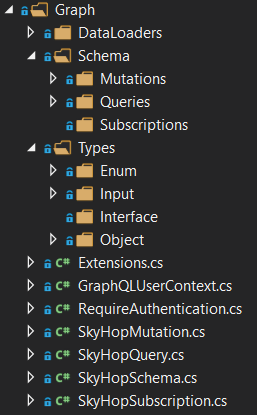 Graph
DataLoaders
Schema
Mutations
Queries
Subscriptions
Types
Enum
Input
Interface
Object
C# Extensions.cs
C# GraphQLUserContext.cs
C# RequireAuthentication.cs
C# SkyHopMutation.cs
C# SkyHopQuery.cs
C# SkyHopSchema.cs
C# SkyHopSubscription.cs